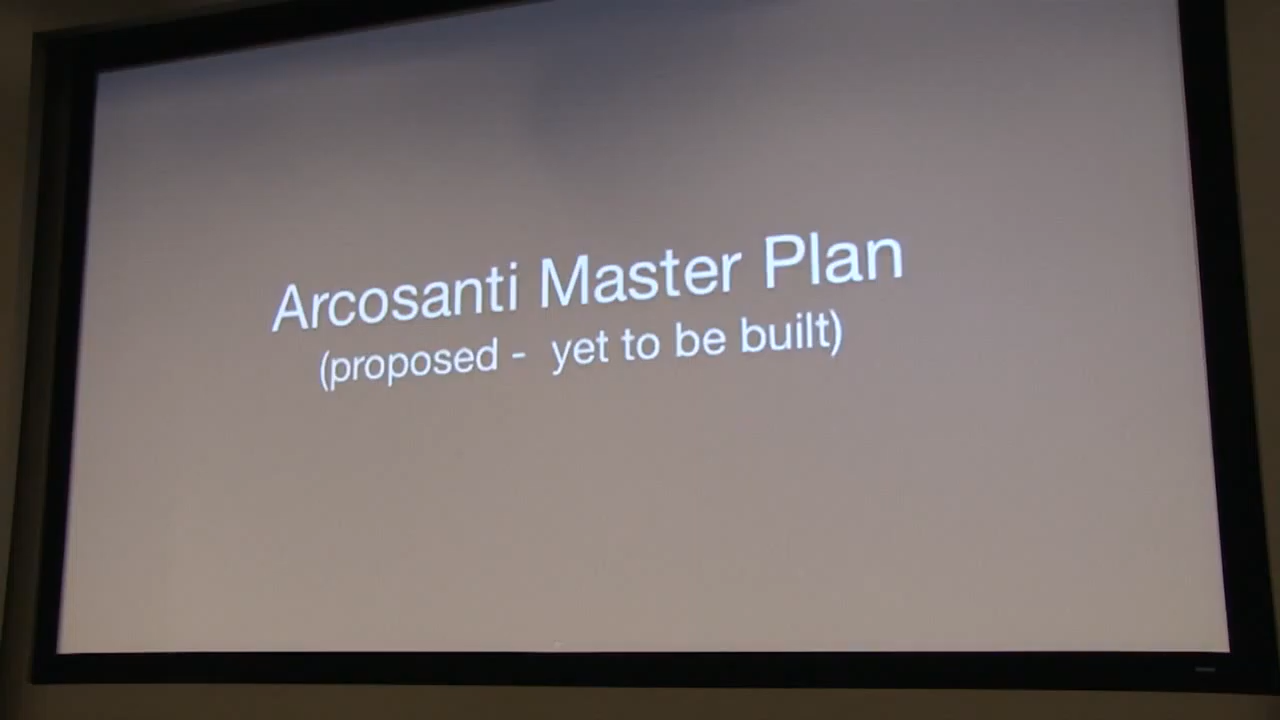 Arcosanti Master Plan
(proposed - yet to be built)